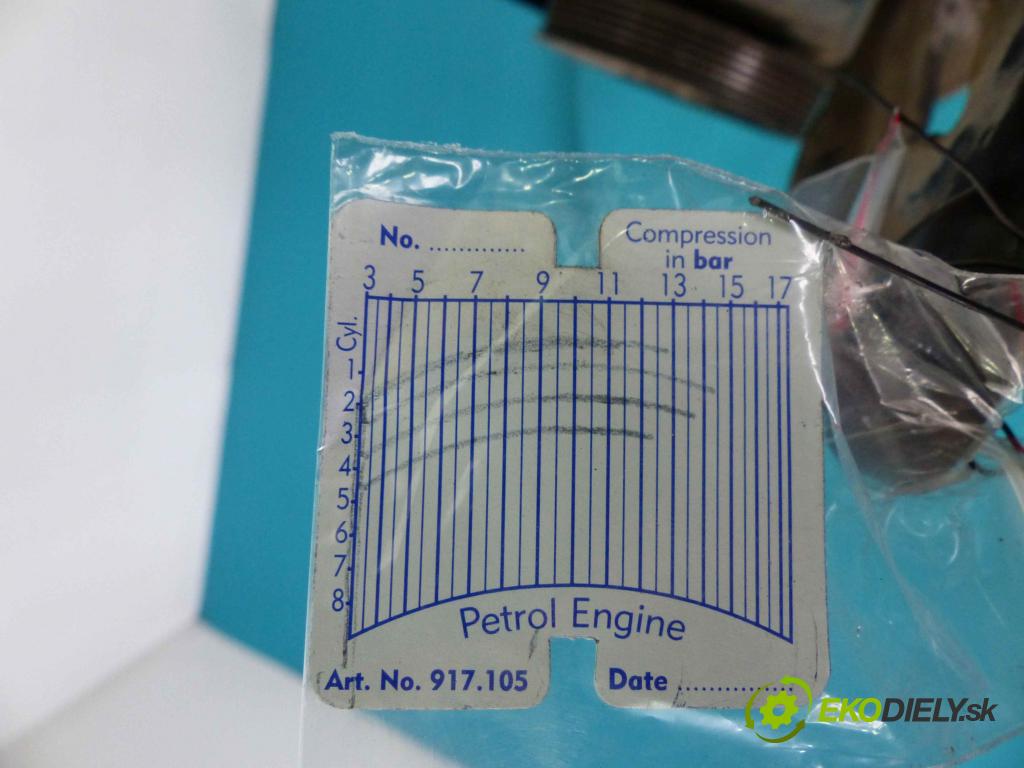 No. .............
Compression
in bar
3 5 7 9 11 13 15 17
Cyl.
1
2
3
4
5
6
7
8
Petrol Engine
Art. No. 917.105
Date ................
EKODIELY.sk